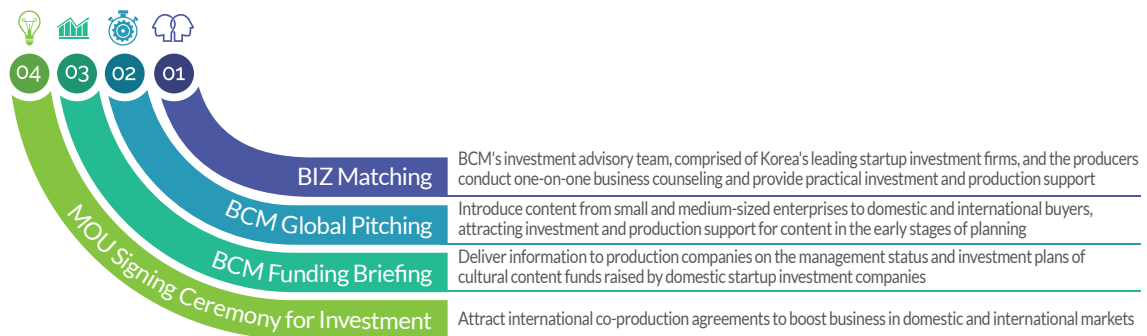 04 03 02 01
BIZ Matching
BCM's investment advisory team, comprised of Korea's leading startup investment firms, and the producers
conduct one-on-one business counseling and provide practical investment and production support
BCM Global Pitching
Introduce content from small and medium-sized enterprises to domestic and international buyers,
attracting investment and production support for content in the early stages of planning
BCM Funding Briefing
Deliver information to production companies on the management status and investment plans of
cultural content funds raised by domestic startup investment companies
MOU Signing Ceremony for Investment
Attract international co-production agreements to boost business in domestic and international markets